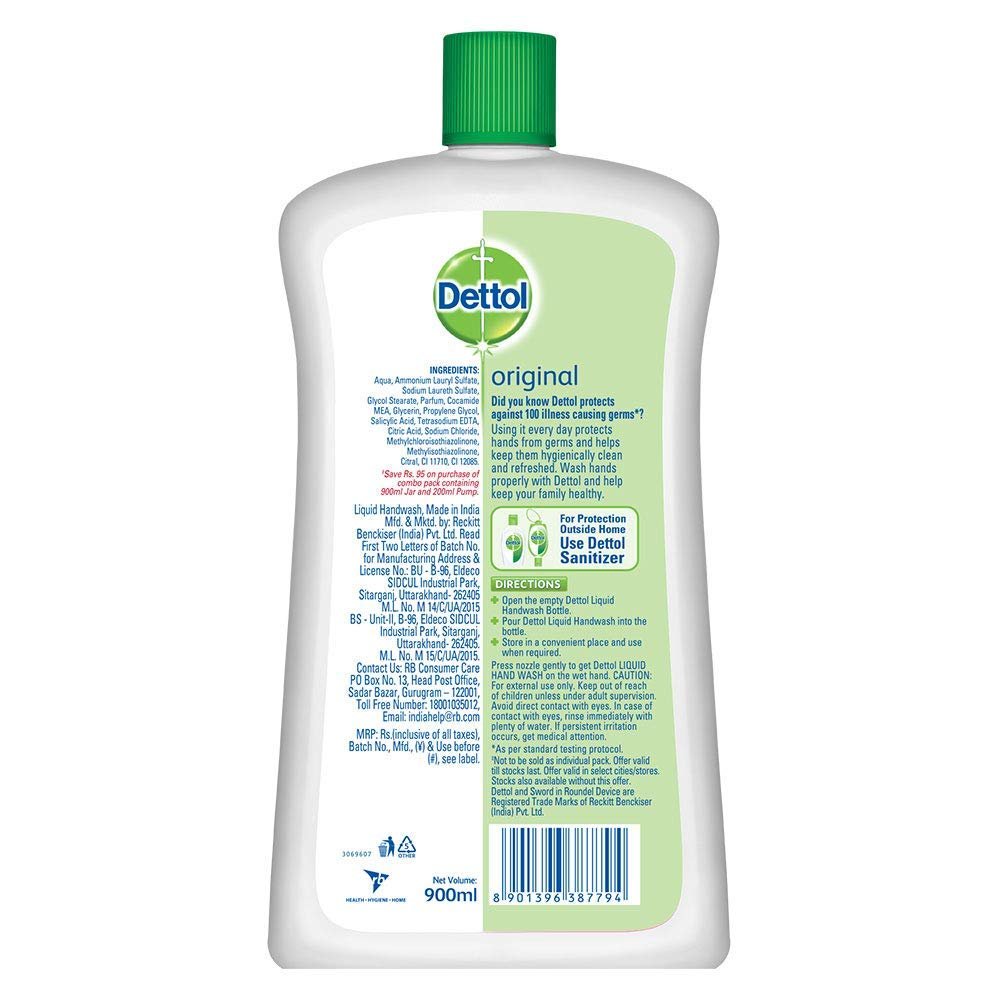 Dettol
INGREDIENTS:
Aqua, Ammonium Lauryl Sulfate,
Sodium Laureth Sulfate,
Glycol Stearate, Parfum, Cocamide
MEA, Glycerin, Propylene Glycol,
Salicylic Acid, Tetrasodium EDTA,
Citric Acid, Sodium Chloride,
Methylchloroisothiazolinone,
Methylisothiazolinone,
Citral, CI 11710, CI 12085.
Save Rs. 95 on purchase of
combo pack containing
900ml Jar and 200ml Pump.
Liquid Handwash, Made in India
Mfd. & Mktd. by: Reckitt
Benckiser (India) Pvt. Ltd. Read
First Two Letters of Batch No.
for Manufacturing Address &
License No.: BU - B-96, Eldeco
SIDCUL Industrial Park,
Sitarganj, Uttarakhand- 262405
M.L. No. M 14/C/UA/2015
BS - Unit-II, B-96, Eldeco SIDCUL
Industrial Park, Sitarganj,
Uttarakhand- 262405.
M.L. No. M 15/C/UA/2015.
Contact Us: RB Consumer Care
PO Box No. 13, Head Post Office,
Sadar Bazar, Gurugram – 122001,
Toll Free Number: 18001035012,
Email: indiahelp@rb.com
MRP: Rs.(inclusive of all taxes),
Batch No., Mfd., (¥) & Use before
(#), see label.
3069607
5
OTHER
rb
HEALTH • HYGIENE • HOME
Net Volume:
900ml
original
Did you know Dettol protects
against 100 illness causing germs*?
Using it every day protects
hands from germs and helps
keep them hygienically clean
and refreshed. Wash hands
properly with Dettol and help
keep your family healthy.
Dettol
Dettol
For Protection
Outside Home
Use Dettol
Sanitizer
DIRECTIONS
Open the empty Dettol Liquid
Handwash Bottle.
Pour Dettol Liquid Handwash into the
bottle.
Store in a convenient place and use
when required.
Press nozzle gently to get Dettol LIQUID
HAND WASH on the wet hand. CAUTION:
For external use only. Keep out of reach
of children unless under adult supervision.
Avoid direct contact with eyes. In case of
contact with eyes, rinse immediately with
plenty of water. If persistent irritation
occurs, get medical attention.
*As per standard testing protocol.
Not to be sold as individual pack. Offer valid
till stocks last. Offer valid in select cities/stores.
Stocks also available without this offer.
Dettol and Sword in Roundel Device are
Registered Trade Marks of Reckitt Benckiser
(India) Pvt. Ltd.
8 901396 387794